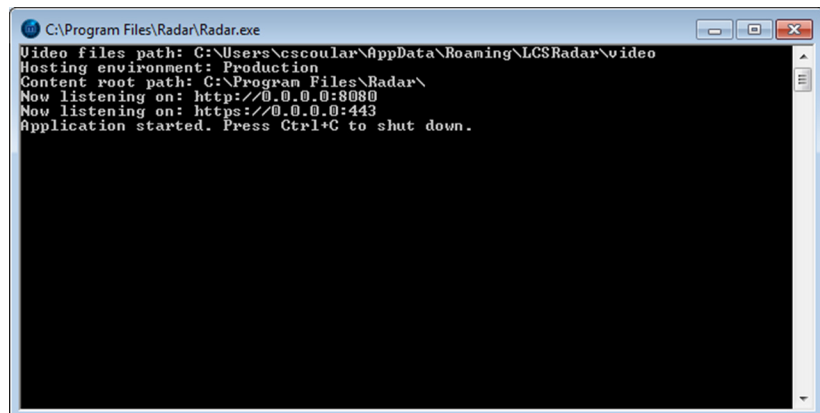 C:\Program Files\Radar\Radar.exe
Video files path: C:\Users\cscoular\AppData\Roaming\LCSRadar\video
Hosting environment: Production
Content root path: C:\Program Files\Radar\
Now listening on: http://0.0.0.0:8080
Now listening on: https://0.0.0.0:443
Application started. Press Ctrl+C to shut down.